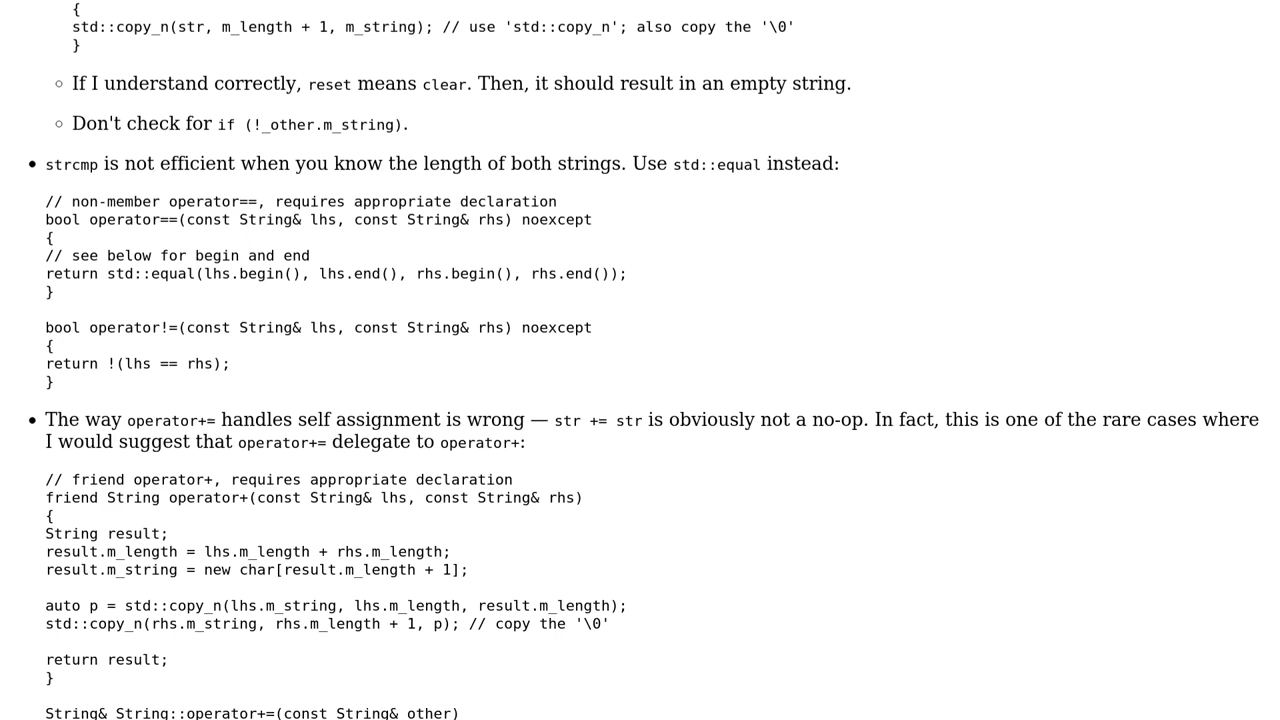 {
std::copy_n(str, m_length + 1, m_string); // use 'std::copy_n'; also copy the '\0'
}
If I understand correctly, reset means clear. Then, it should result in an empty string.
Don't check for if (!_other.m_string).
strcmp is not efficient when you know the length of both strings. Use std::equal instead:
// non-member operator==, requires appropriate declaration
bool operator==(const String& lhs, const String& rhs) noexcept
{
// see below for begin and end
return std::equal(lhs.begin(), lhs.end(), rhs.begin(), rhs.end());
}
bool operator!=(const String& lhs, const String& rhs) noexcept
{
return !(lhs == rhs);
}
The way operator+= handles self assignment is wrong — str += str is obviously not a no-op. In fact, this is one of the rare cases where
I would suggest that operator+= delegate to operator+:
// friend operator+, requires appropriate declaration
friend String operator+(const String& lhs, const String& rhs)
{
String result;
result.m_length = lhs.m_length + rhs.m_length;
result.m_string = new char[result.m_length + 1];
auto p = std::copy_n(lhs.m_string, lhs.m_length, result.m_length);
std::copy_n(rhs.m_string, rhs.m_length + 1, p); // copy the '\0'
return result;
}
String& String::operator+=(const String& other)